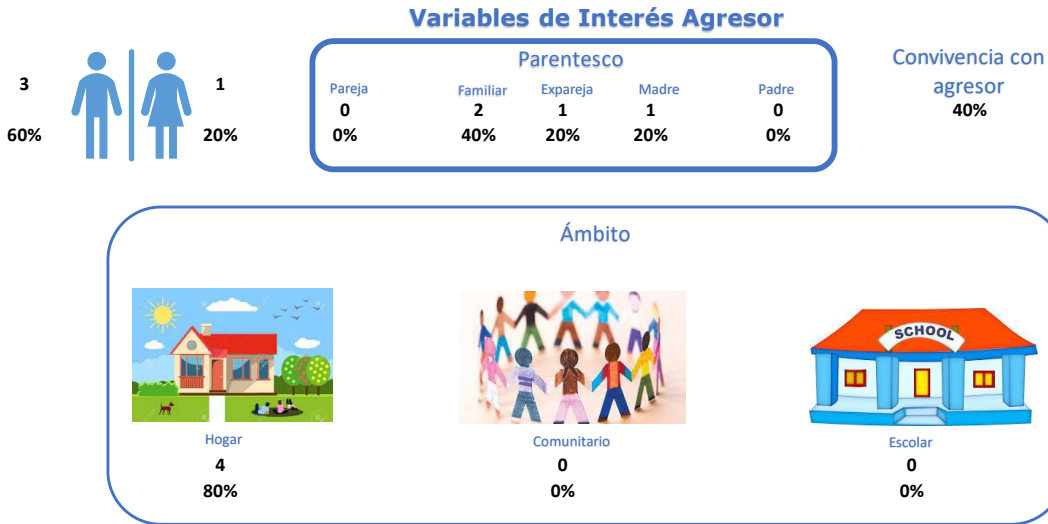 Variables de Interés Agresor
3
60%
1
20%
Parentesco
Pareja Familiar Expareja Madre Padre
0 2 1 1 0
0% 40% 20% 20% 0%
Convivencia con
agresor
40%
Ámbito
SCHOOL
Hogar Comunitario Escolar
4 0 0
80% 0% 0%